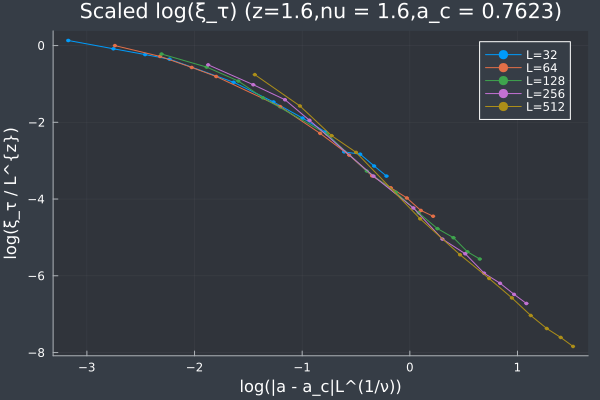 Scaled log(ξ_τ) (z=1.6,nu = 1.6,a_c = 0.7623)
0
−2
−4
−6
−8
log(ξ_τ / L^{z})
L=32
L=64
L=128
L=256
L=512
−3
−2
−1
0
1
log(|a - a_c|L^(1/ν))